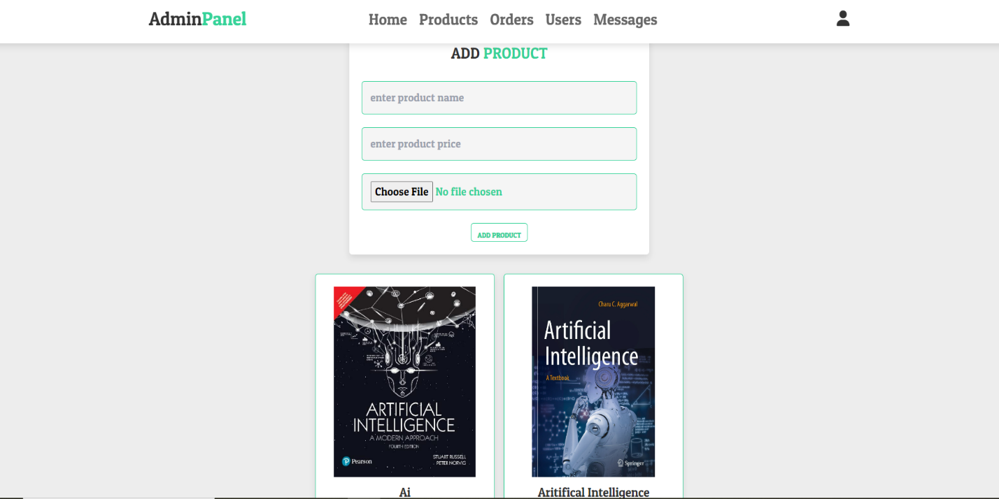 AdminPanel
Home Products Orders Users Messages
ADD PRODUCT
enter product name
enter product price
Choose File No file chosen
ADD PRODUCT
ARTIFICIAL
INTELLIGENCE
A MODERN APPROACH
FOURTH EDITION
STUART RUSSELL
PETER NORVIG
Pearson
Ai
Charu C. Aggarwal
Artificial
Intelligence
A Textbook
Springer
Aritifical Intelligence